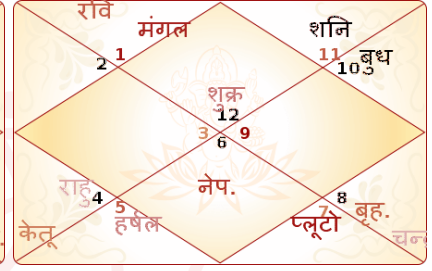 रवि
मंगल
शनि
1
11
2
10 बुध
शुक्र
12
3
9
6
राहु
4
नेप.
8
5
7
बृह.
हर्षल
प्लूटो
केतू
चन्